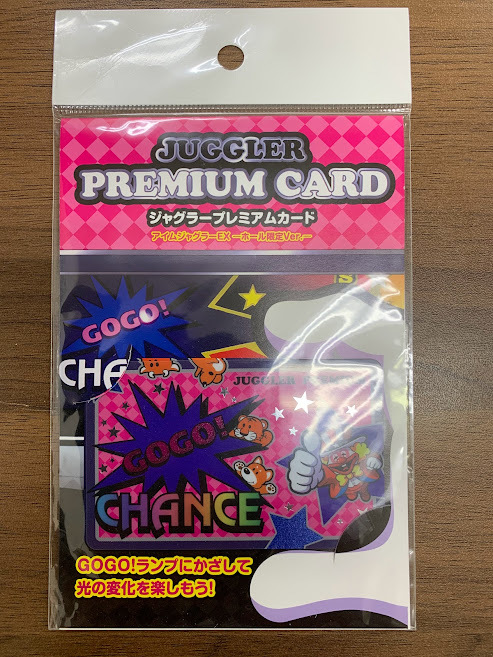 JUGGLER
PREMIUM CARD
ジャグラープレミアムカード
アイムジャグラーEX ーホール限定Ver.ー
GOGO!
CHA
JUGGLER
GOGO!
CHANCE
GOGO!ランプにかざして
光の変化を楽しもう!